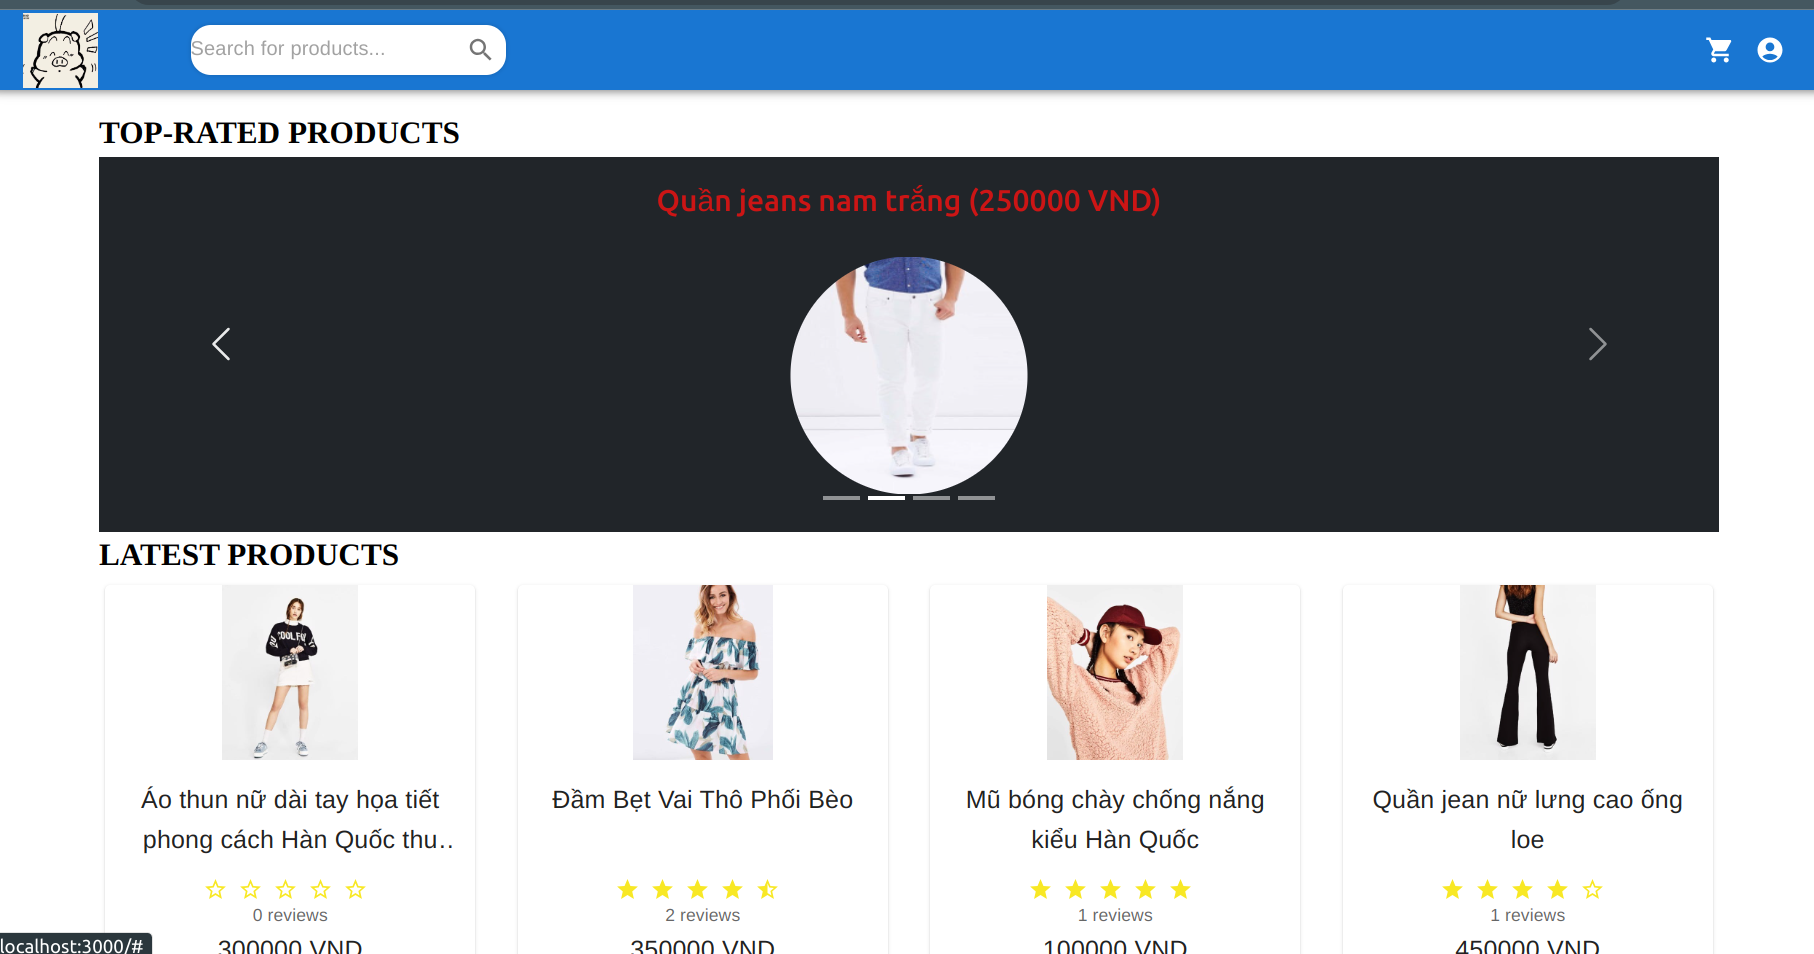 Search for products...
TOP-RATED PRODUCTS
Quần jeans nam trắng (250000 VND)
LATEST PRODUCTS
Áo thun nữ dài tay họa tiết
phong cách Hàn Quốc thu..
0 reviews
300000 VND
Đầm Bẹt Vai Thô Phối Bèo
2 reviews
350000 VND
Mũ bóng chày chống nắng
kiểu Hàn Quốc
1 reviews
100000 VND
Quần jean nữ lưng cao ống
loe
1 reviews
450000 VND
localhost:3000/#